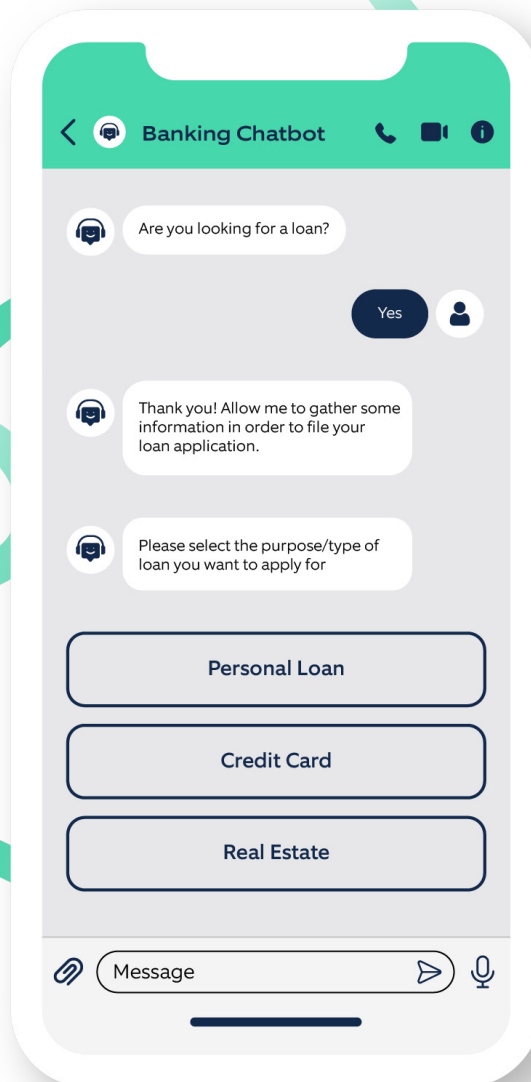 Banking Chatbot
Are you looking for a loan?
Yes
Thank you! Allow me to gather some
information in order to file your
loan application.
Please select the purpose/type of
loan you want to apply for
Personal Loan
Credit Card
Real Estate
Message